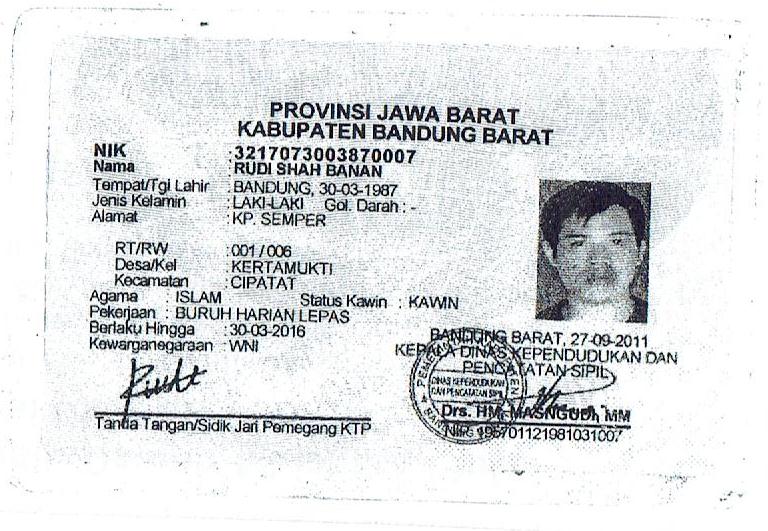 PROVINSI JAWA BARAT
KABUPATEN BANDUNG BARAT
NIK : 3217073003870007
Nama : RUDI SHAH BANAN
Tempat/Tgl Lahir : BANDUNG, 30-03-1987
Jenis Kelamin : LAKI-LAKI Gol. Darah : -
Alamat : KP. SEMPER
RT/RW : 001 / 006
Desa/Kel : KERTAMUKTI
Kecamatan : CIPATAT
Agama : ISLAM Status Kawin : KAWIN
Pekerjaan : BURUH HARIAN LEPAS
Berlaku Hingga : 30-03-2016
Kewarganegaraan : WNI
BANDUNG BARAT, 27-09-2011
KEPALA DINAS KEPENDUDUKAN DAN
PENCATATAN SIPIL
DINAS KEPENDUDUKAN
DAN PENCATATAN SIPIL
Drs. HM. MASNGUDI, MM
NIP. 195701121981031007
Tanda Tangan/Sidik Jari Pemegang KTP